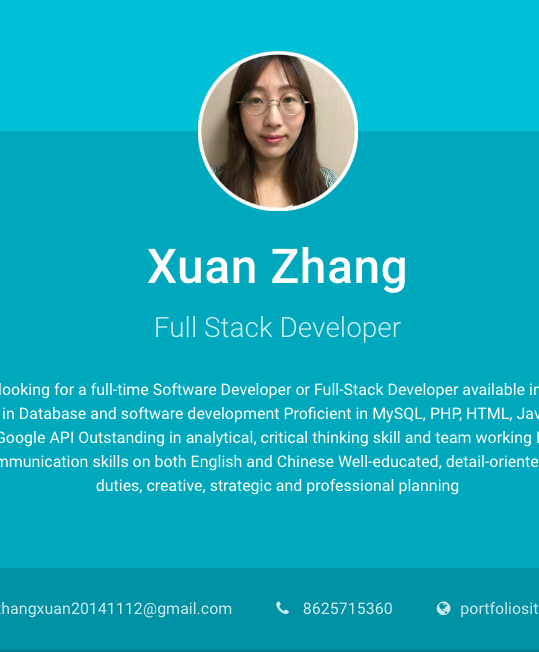 Xuan Zhang
Full Stack Developer
looking for a full-time Software Developer or Full-Stack Developer available in
in Database and software development Proficient in MySQL, PHP, HTML, Jav
Google API Outstanding in analytical, critical thinking skill and team working
mmunication skills on both English and Chinese Well-educated, detail-oriente
duties, creative, strategic and professional planning
zhangxuan20141112@gmail.com 8625715360 portfoliosit